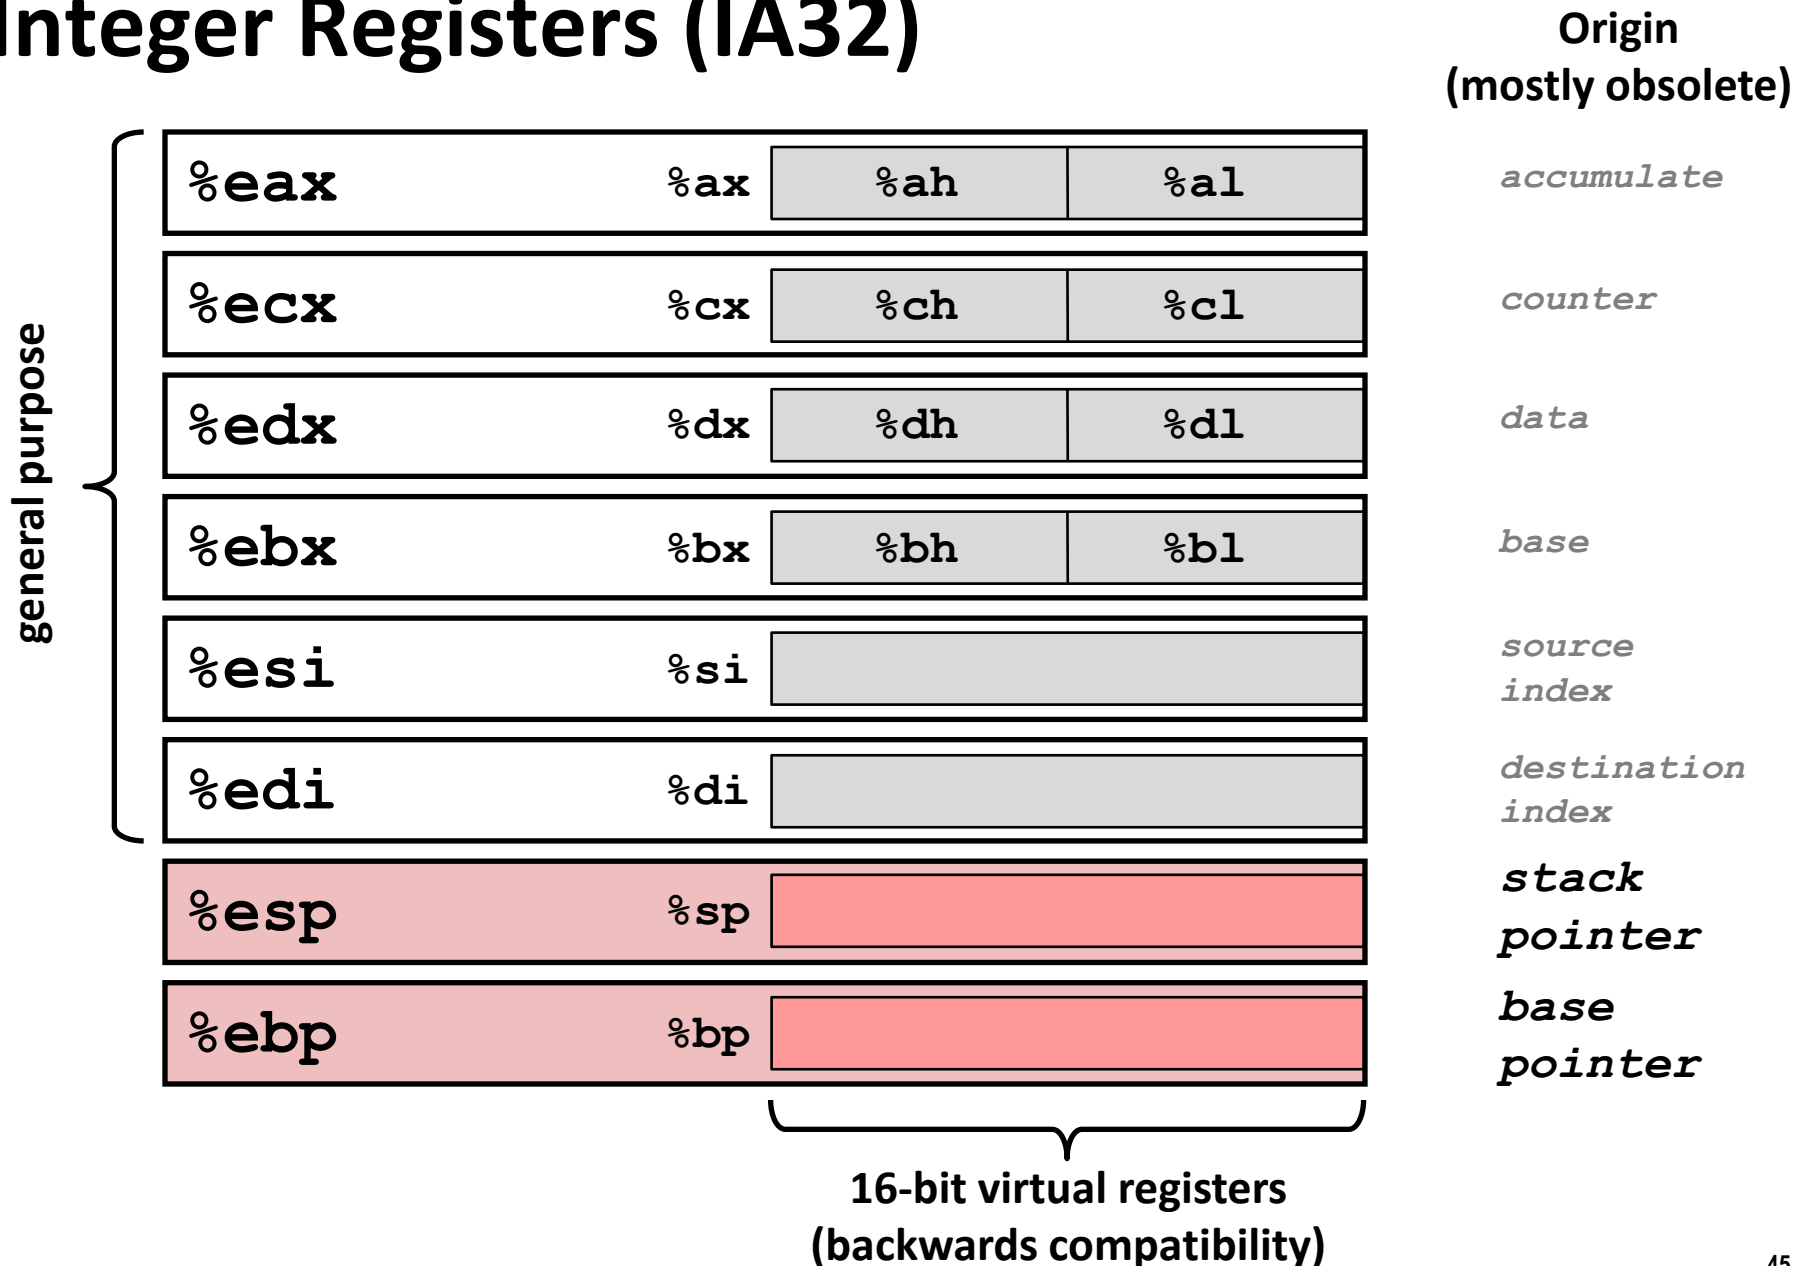 Integer Registers (IA32)
Origin
(mostly obsolete)
general purpose
%eax %ax %ah %al accumulate
%ecx %cx %ch %cl counter
%edx %dx %dh %dl data
%ebx %bx %bh %bl base
%esi %si source
index
%edi %di destination
index
%esp %sp stack
pointer
%ebp %bp base
pointer
16-bit virtual registers
(backwards compatibility)
45